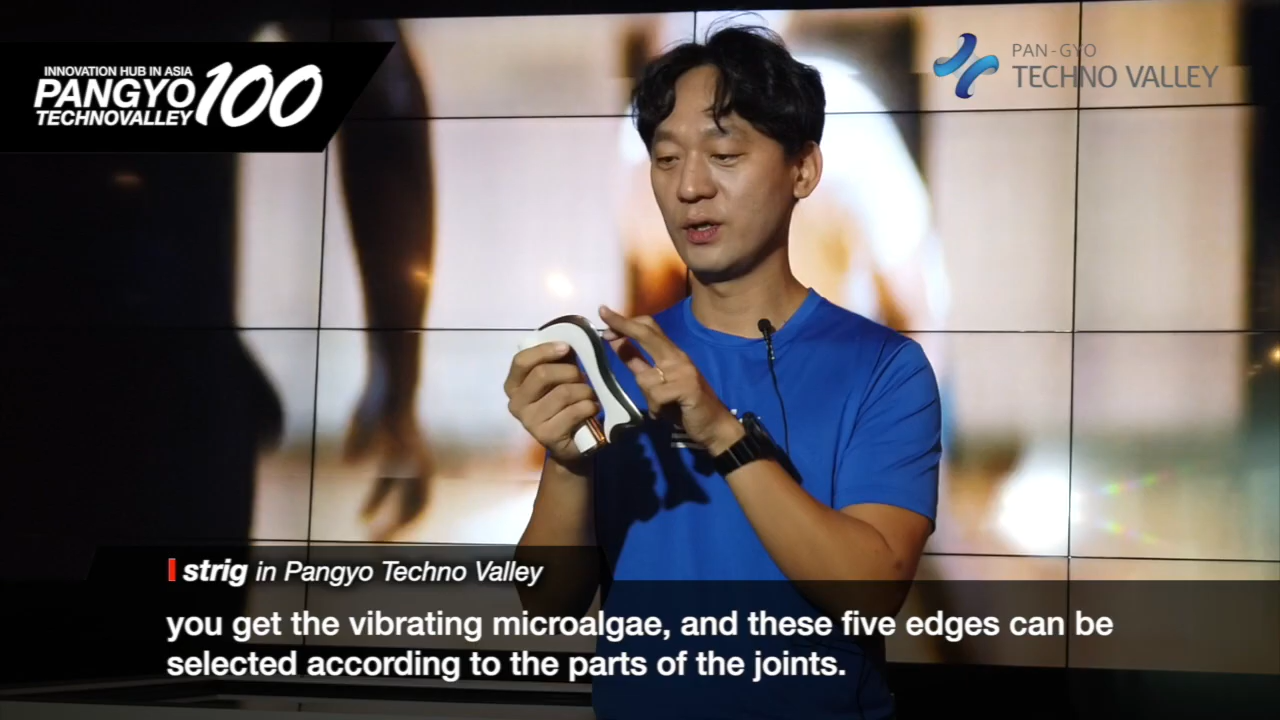 INNOVATION HUB IN ASIA
PANGYO 100
TECHNOVALLEY
PAN-GYO
TECHNO VALLEY
strig in Pangyo Techno Valley
you get the vibrating microalgae, and these five edges can be
selected according to the parts of the joints.